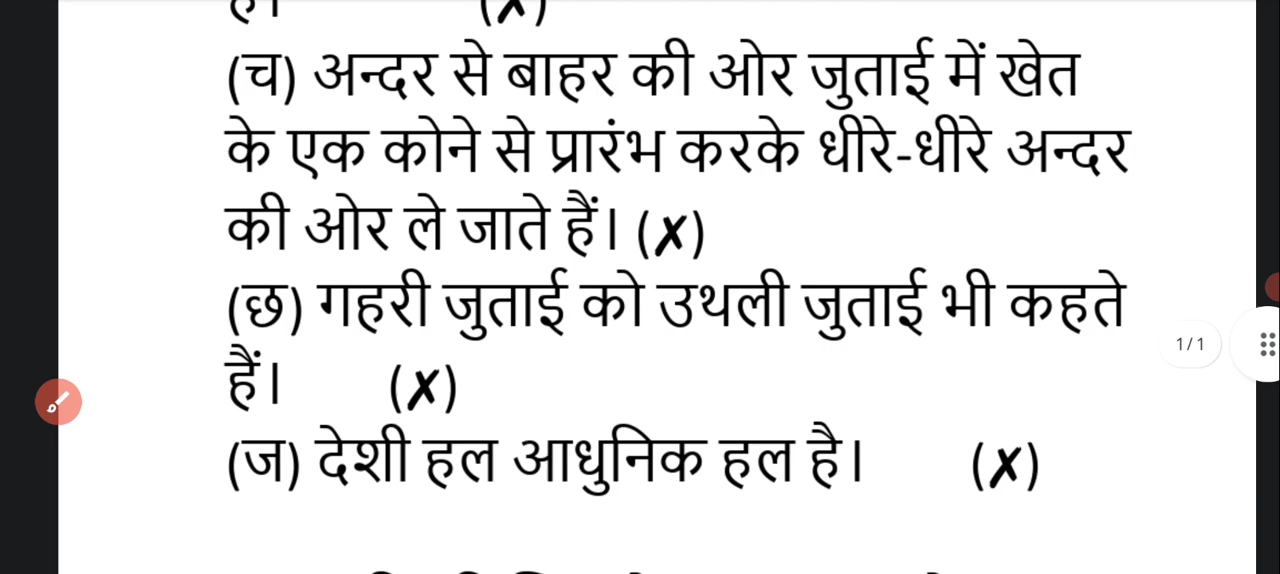 (✗)
(च) अन्दर से बाहर की ओर जुताई में खेत
के एक कोने से प्रारंभ करके धीरे-धीरे अन्दर
की ओर ले जाते हैं। (✗)
(छ) गहरी जुताई को उथली जुताई भी कहते
हैं। (✗)
(ज) देशी हल आधुनिक हल है। (✗)
1/1